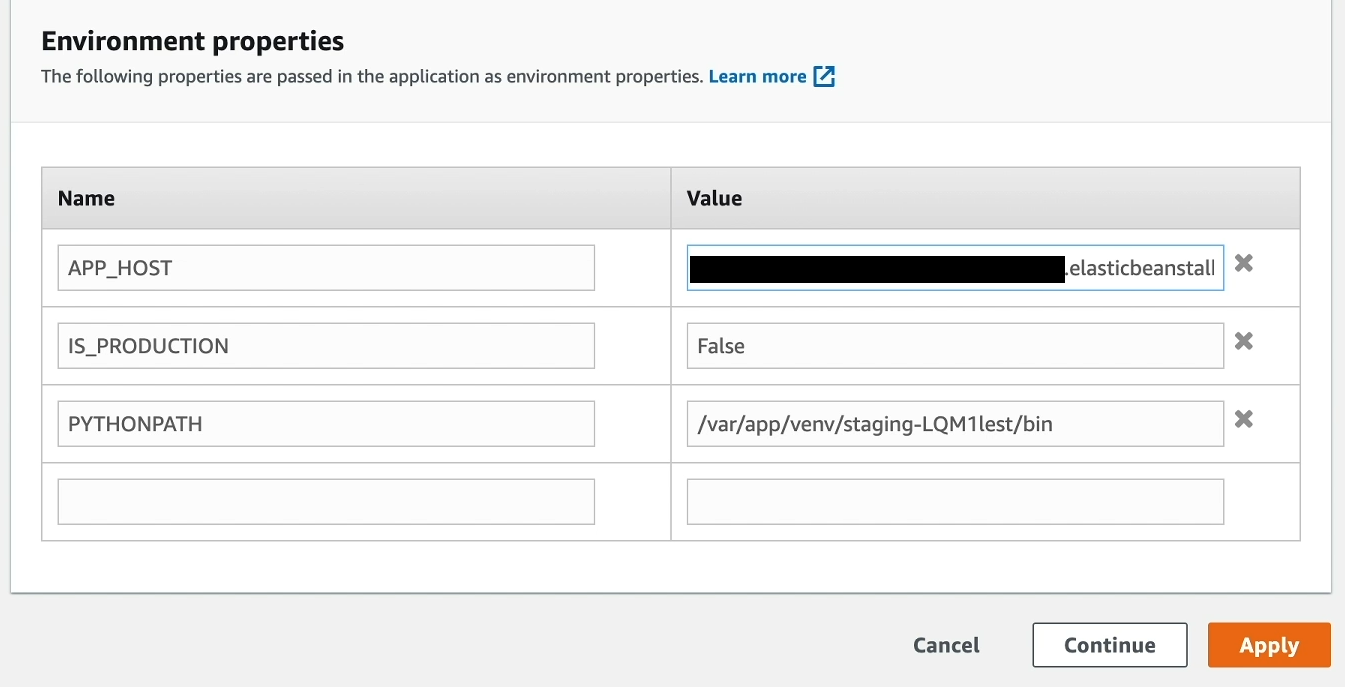 Environment properties
The following properties are passed in the application as environment properties. Learn more
Name Value
APP_HOST .elasticbeanstall
IS_PRODUCTION False
PYTHONPATH /var/app/venv/staging-LQM1lest/bin
Cancel Continue Apply